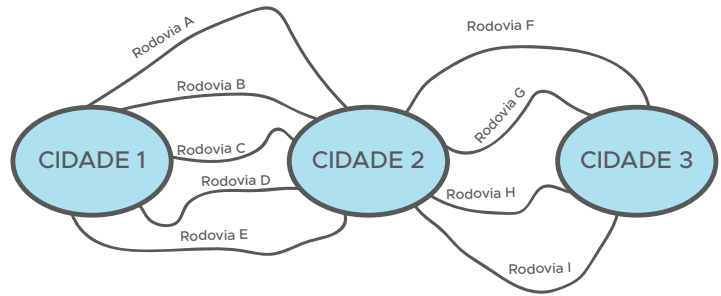 Rodovia A
Rodovia F
Rodovia B
Rodovia G
CIDADE 1
Rodovia C
CIDADE 2
CIDADE 3
Rodovia D
Rodovia H
Rodovia E
Rodovia I